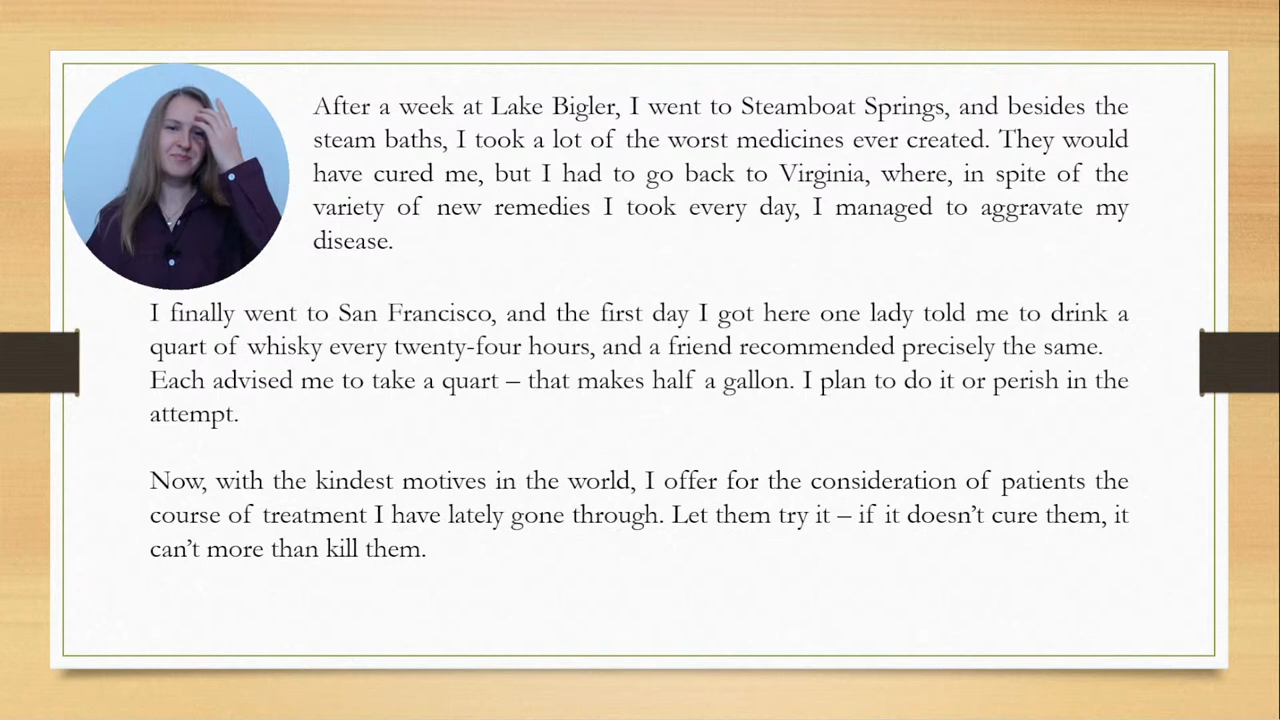 After a week at Lake Bigler, I went to Steamboat Springs, and besides the
steam baths, I took a lot of the worst medicines ever created. They would
have cured me, but I had to go back to Virginia, where, in spite of the
variety of new remedies I took every day, I managed to aggravate my
disease.
I finally went to San Francisco, and the first day I got here one lady told me to drink a
quart of whisky every twenty-four hours, and a friend recommended precisely the same.
Each advised me to take a quart – that makes half a gallon. I plan to do it or perish in the
attempt.
Now, with the kindest motives in the world, I offer for the consideration of patients the
course of treatment I have lately gone through. Let them try it – if it doesn’t cure them, it
can’t more than kill them.